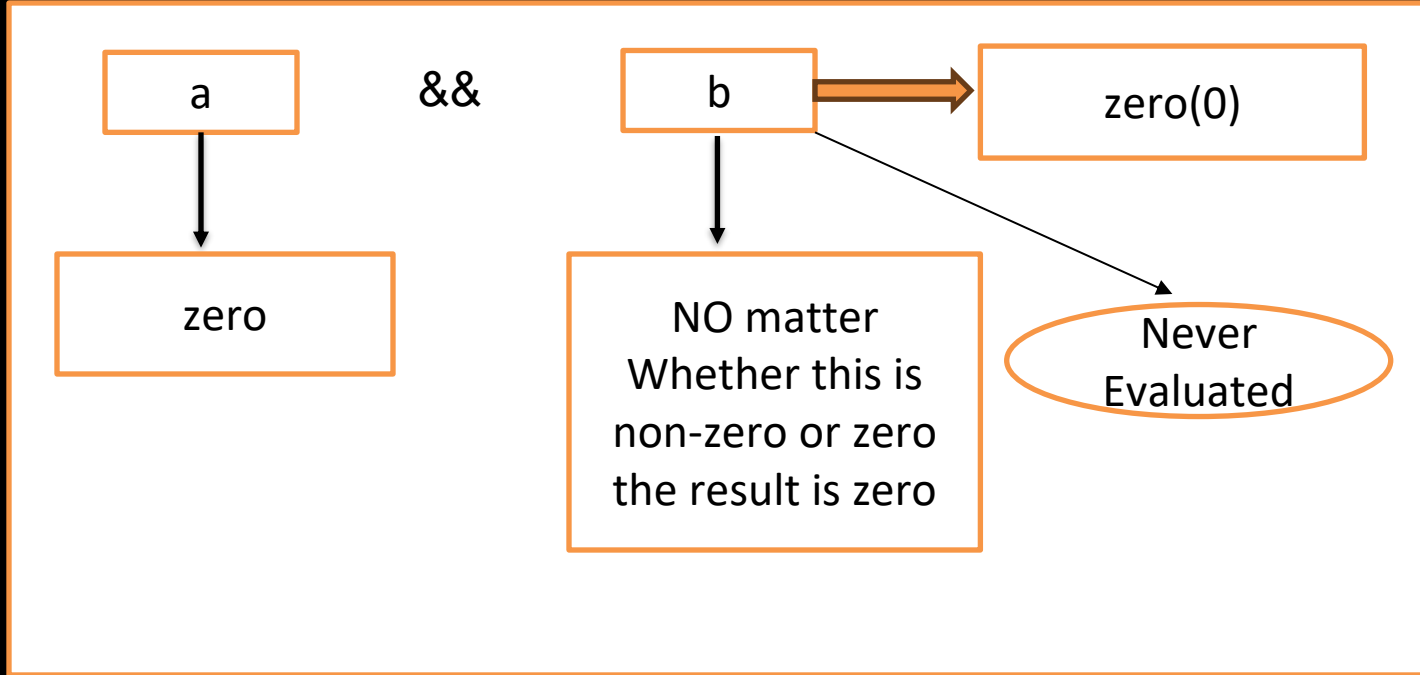 a
&&
b
zero(0)
zero
NO matter
Whether this is
non-zero or zero
the result is zero
Never
Evaluated